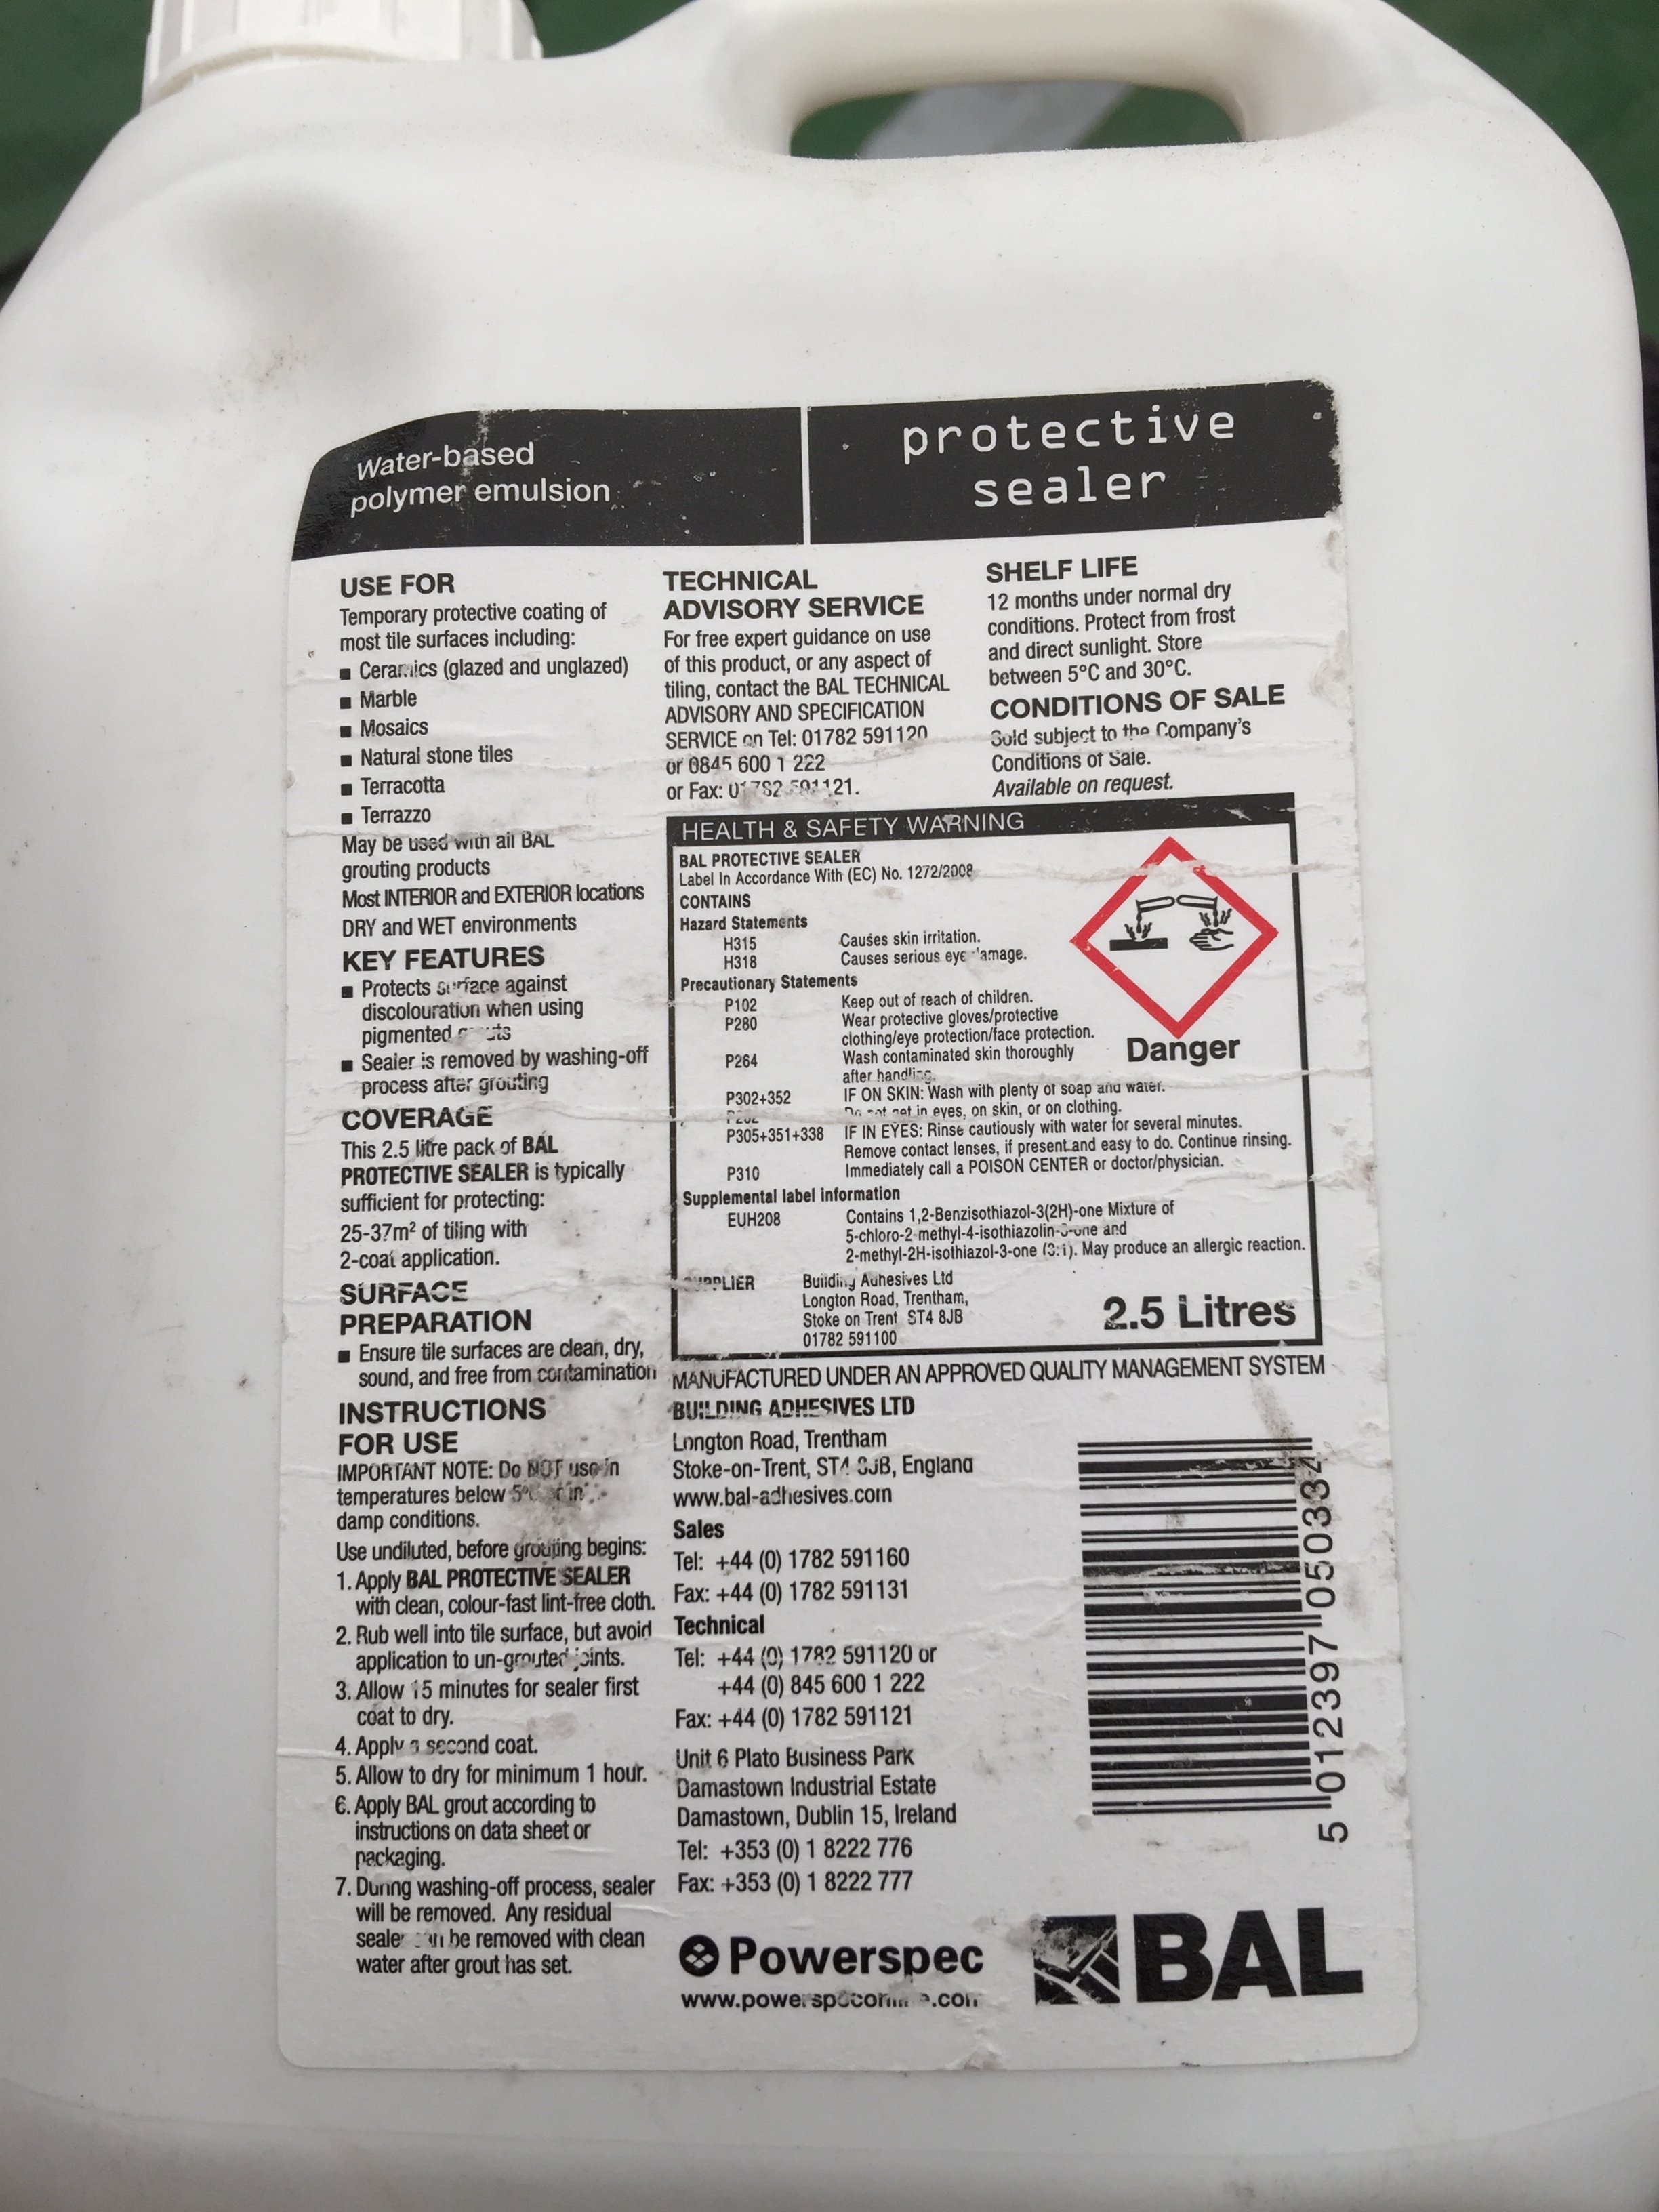 Water-based
polymer emulsion
protective
sealer
USE FOR
Temporary protective coating of
most tile surfaces including:
■ Ceramics (glazed and unglazed)
■ Marble
■ Mosaics
■ Natural stone tiles
■ Terracotta
■ Terrazzo
May be used with all BAL
grouting products
Most INTERIOR and EXTERIOR locations
DRY and WET environments
KEY FEATURES
■ Protects surface against
discolouration when using
pigmented grouts
■ Sealer is removed by washing-off
process after grouting
COVERAGE
This 2.5 litre pack of BAL
PROTECTIVE SEALER is typically
sufficient for protecting:
25-37m² of tiling with
2-coat application.
SURFACE
PREPARATION
■ Ensure tile surfaces are clean, dry,
sound, and free from contamination
INSTRUCTIONS
FOR USE
IMPORTANT NOTE: Do NOT use in
temperatures below 5°C or in
damp conditions.
Use undiluted, before grouting begins:
1. Apply BAL PROTECTIVE SEALER
with clean, colour-fast lint-free cloth.
2. Rub well into tile surface, but avoid
application to un-grouted joints.
3. Allow 15 minutes for sealer first
coat to dry.
4. Apply a second coat.
5. Allow to dry for minimum 1 hour.
6. Apply BAL grout according to
instructions on data sheet or
packaging.
7. During washing-off process, sealer
will be removed. Any residual
sealer can be removed with clean
water after grout has set.
TECHNICAL
ADVISORY SERVICE
For free expert guidance on use
of this product, or any aspect of
tiling, contact the BAL TECHNICAL
ADVISORY AND SPECIFICATION
SERVICE on Tel: 01782 591120
or 0845 600 1 222
or Fax: 01782 591121.
SHELF LIFE
12 months under normal dry
conditions. Protect from frost
and direct sunlight. Store
between 5°C and 30°C.
CONDITIONS OF SALE
Sold subject to the Company's
Conditions of Sale.
Available on request.
HEALTH & SAFETY WARNING
BAL PROTECTIVE SEALER
Label In Accordance With (EC) No. 1272/2008
CONTAINS
Hazard Statements
H315 Causes skin irritation.
H318 Causes serious eye damage.
Precautionary Statements
P102 Keep out of reach of children.
P280 Wear protective gloves/protective
clothing/eye protection/face protection.
P264 Wash contaminated skin thoroughly
after handling.
Danger
P302+352 IF ON SKIN: Wash with plenty of soap and water.
P262 Do not get in eyes, on skin, or on clothing.
P305+351+338 IF IN EYES: Rinse cautiously with water for several minutes.
Remove contact lenses, if present and easy to do. Continue rinsing.
P310 Immediately call a POISON CENTER or doctor/physician.
Supplemental label information
EUH208 Contains 1,2-Benzisothiazol-3(2H)-one Mixture of
5-chloro-2-methyl-4-isothiazolin-3-one and
2-methyl-2H-isothiazol-3-one (3:1). May produce an allergic reaction.
SUPPLIER Building Adhesives Ltd
Longton Road, Trentham,
Stoke on Trent ST4 8JB
01782 591100
2.5 Litres
MANUFACTURED UNDER AN APPROVED QUALITY MANAGEMENT SYSTEM
BUILDING ADHESIVES LTD
Longton Road, Trentham
Stoke-on-Trent, ST4 8JB, England
www.bal-adhesives.com
Sales
Tel: +44 (0) 1782 591160
Fax: +44 (0) 1782 591131
Technical
Tel: +44 (0) 1782 591120 or
+44 (0) 845 600 1 222
Fax: +44 (0) 1782 591121
Unit 6 Plato Business Park
Damastown Industrial Estate
Damastown, Dublin 15, Ireland
Tel: +353 (0) 1 8222 776
Fax: +353 (0) 1 8222 777
5 012397 050334
Powerspec
BAL